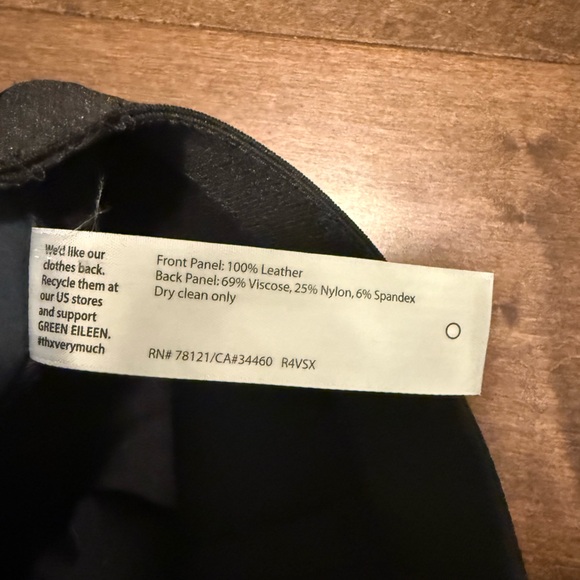 We'd like our
clothes back.
Recycle them at
our US stores
and support
GREEN EILEEN.
#thxverymuch
Front Panel: 100% Leather
Back Panel: 69% Viscose, 25% Nylon, 6% Spandex
Dry clean only
RN# 78121/CA#34460 R4VSX